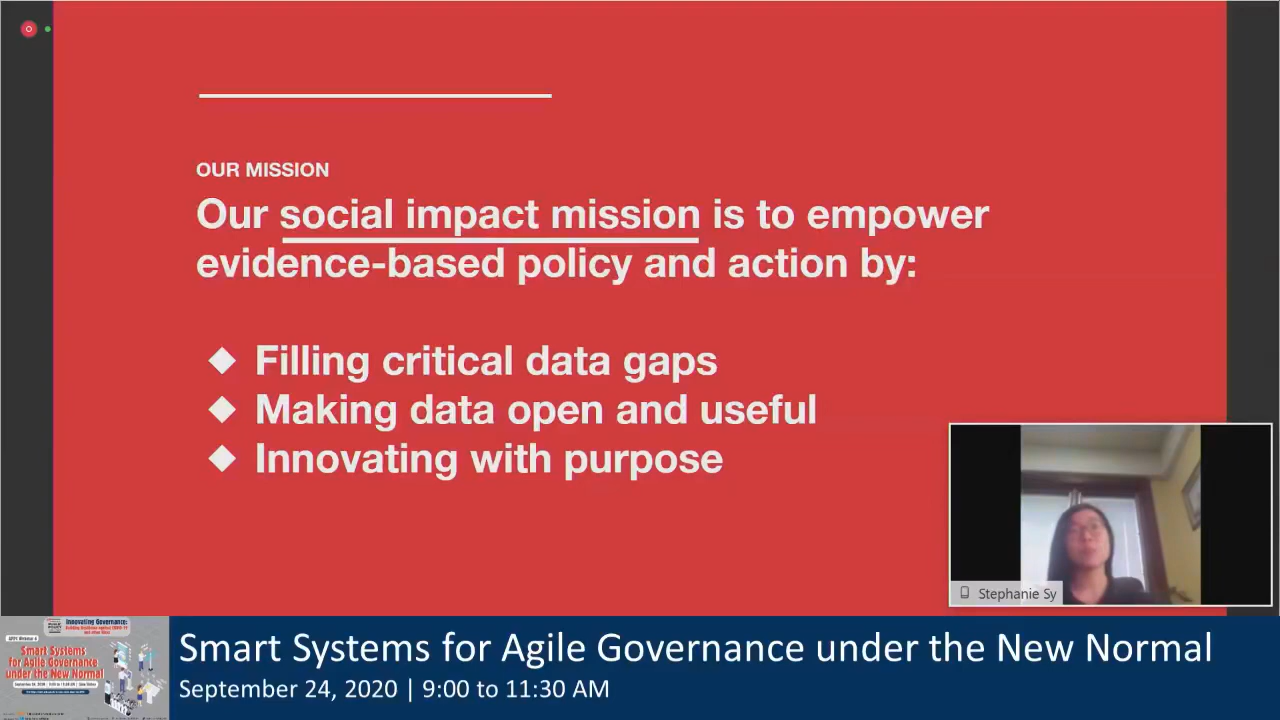 OUR MISSION
Our social impact mission is to empower
evidence-based policy and action by:
◆ Filling critical data gaps
◆ Making data open and useful
◆ Innovating with purpose
Stephanie Sy
Innovating Governance:
Smart Systems
for Agile Governance
under the New Normal
Smart Systems for Agile Governance under the New Normal
September 24, 2020 | 9:00 to 11:30 AM